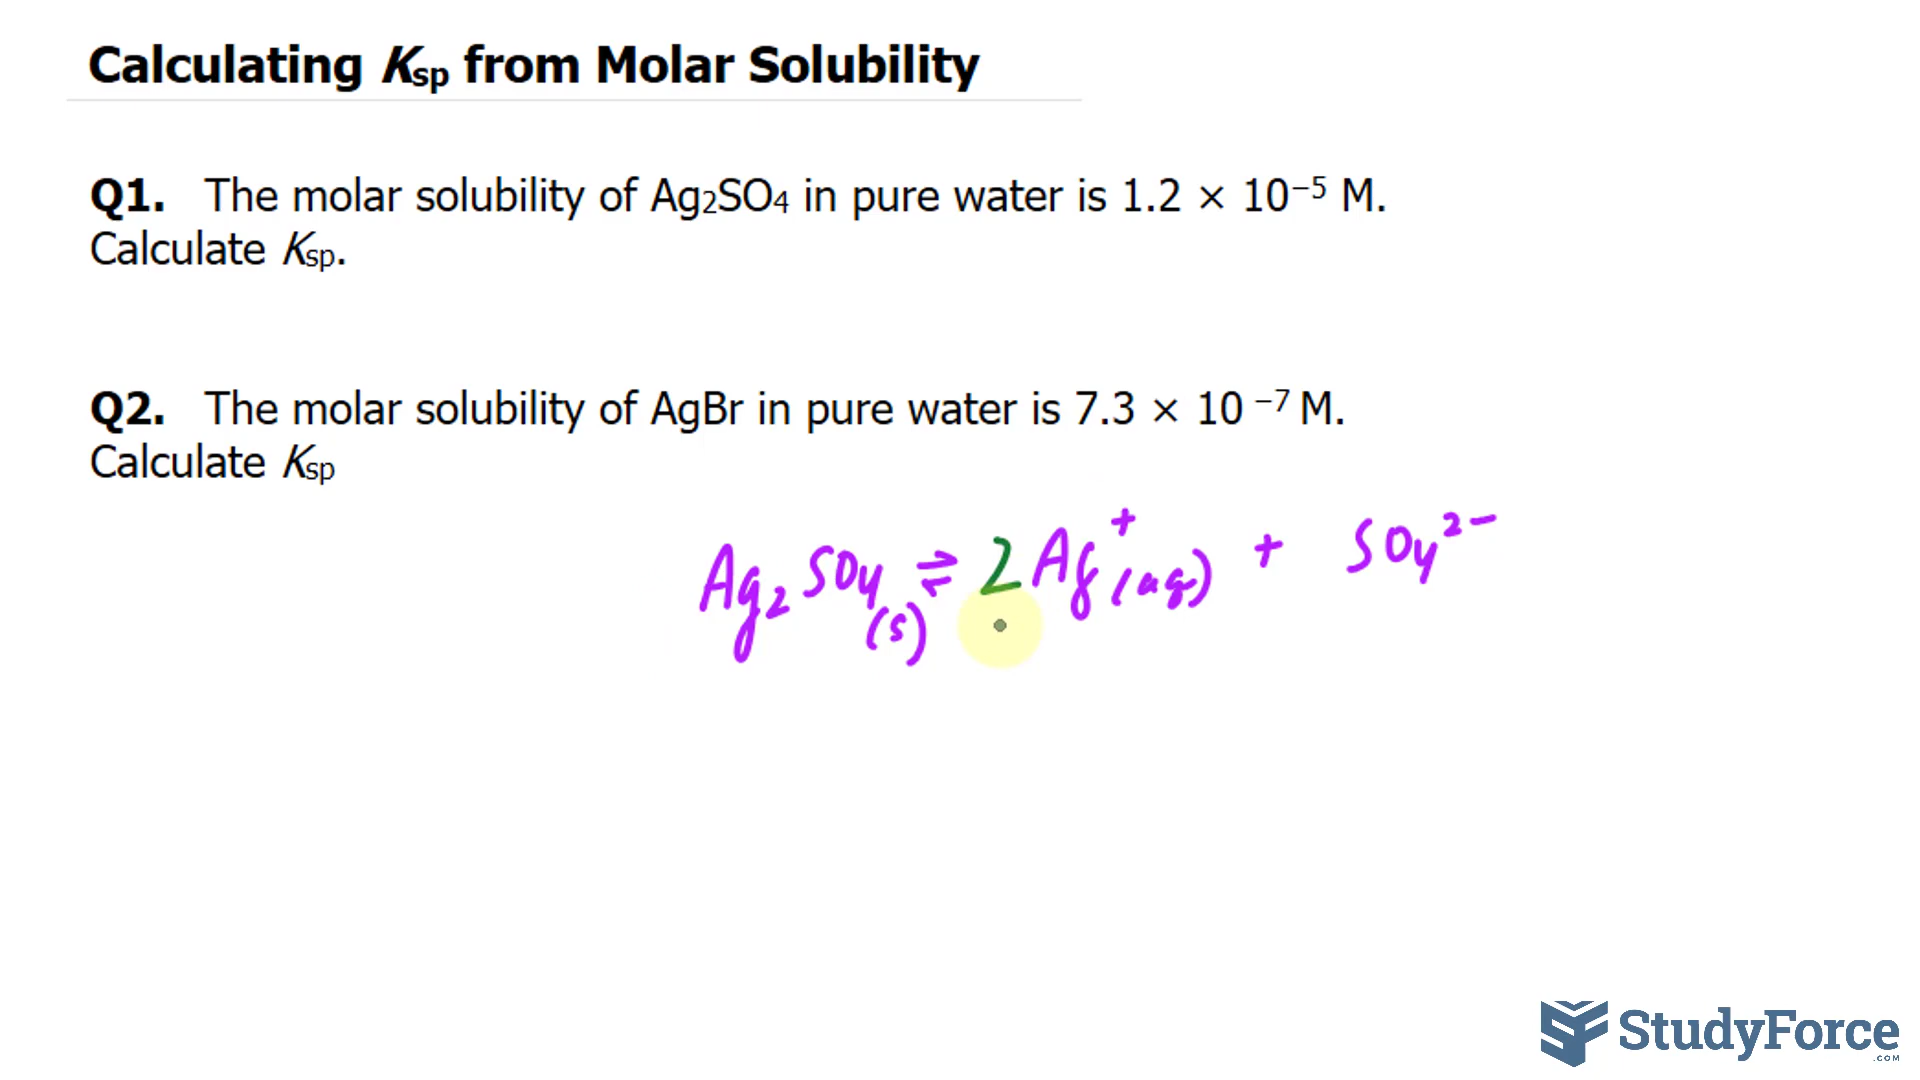 Calculating Ksp from Molar Solubility
Q1. The molar solubility of Ag2SO4 in pure water is 1.2 × 10⁻⁵ M.
Calculate Ksp.
Q2. The molar solubility of AgBr in pure water is 7.3 × 10 ⁻⁷ M.
Calculate Ksp
Ag₂SO₄(s) ⇌ 2Ag⁺(aq) + SO₄²⁻
StudyForce
.COM